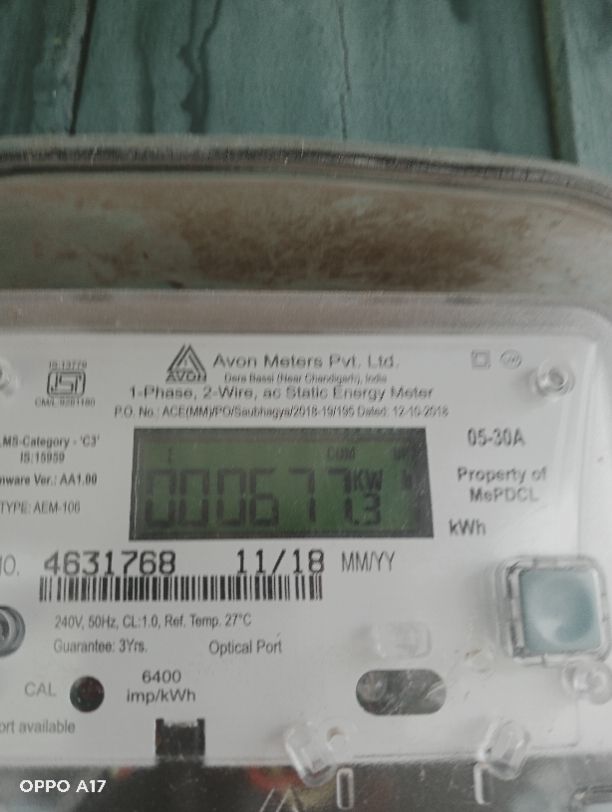 IS:13779
Avon Meters Pvt. Ltd.
AVON
Dera Bassi (Near Chandigarh), India
CM/L-9281180
1-Phase, 2-Wire, ac Static Energy Meter
P.O. No.: ACE(MM)/PO/Saubhagya/2018-19/195 Dated: 12-10-2018
LMS-Category - 'C3'
IS:15959
05-30A
mware Ver.: AA1.00
TYPE: AEM-106
CUM
000677.3
KW
Property of
MePDCL
kWh
NO. 4631768 11/18 MM/YY
240V, 50Hz, CL:1.0, Ref. Temp. 27°C
Guarantee: 3Yrs. Optical Port
CAL
6400
imp/kWh
ort available
OPPO A17